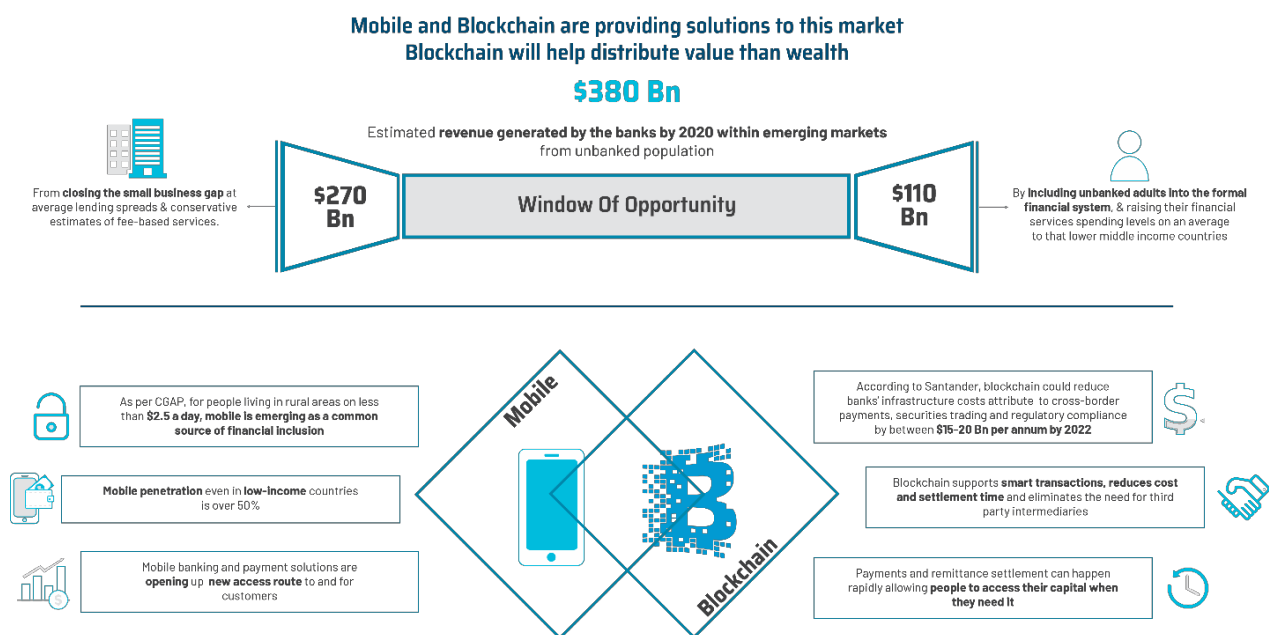 Mobile and Blockchain are providing solutions to this market
Blockchain will help distribute value than wealth
$380 Bn
Estimated revenue generated by the banks by 2020 within emerging markets
from unbanked population
From closing the small business gap at
average lending spreads & conservative
estimates of fee-based services.
$270
Bn
Window Of Opportunity
$110
Bn
By including unbanked adults into the formal
financial system, & raising their financial
services spending levels on an average
to that lower middle income countries
As per CGAP, for people living in rural areas on less
than $2.5 a day, mobile is emerging as a common
source of financial inclusion
Mobile penetration even in low-income countries
is over 50%
Mobile banking and payment solutions are
opening up new access route to and for
customers
Mobile
Blockchain
According to Santander, blockchain could reduce
banks' infrastructure costs attribute to cross-border
payments, securities trading and regulatory compliance
by between $15-20 Bn per annum by 2022
Blockchain supports smart transactions, reduces cost
and settlement time and eliminates the need for third
party intermediaries
Payments and remittance settlement can happen
rapidly allowing people to access their capital when
they need It